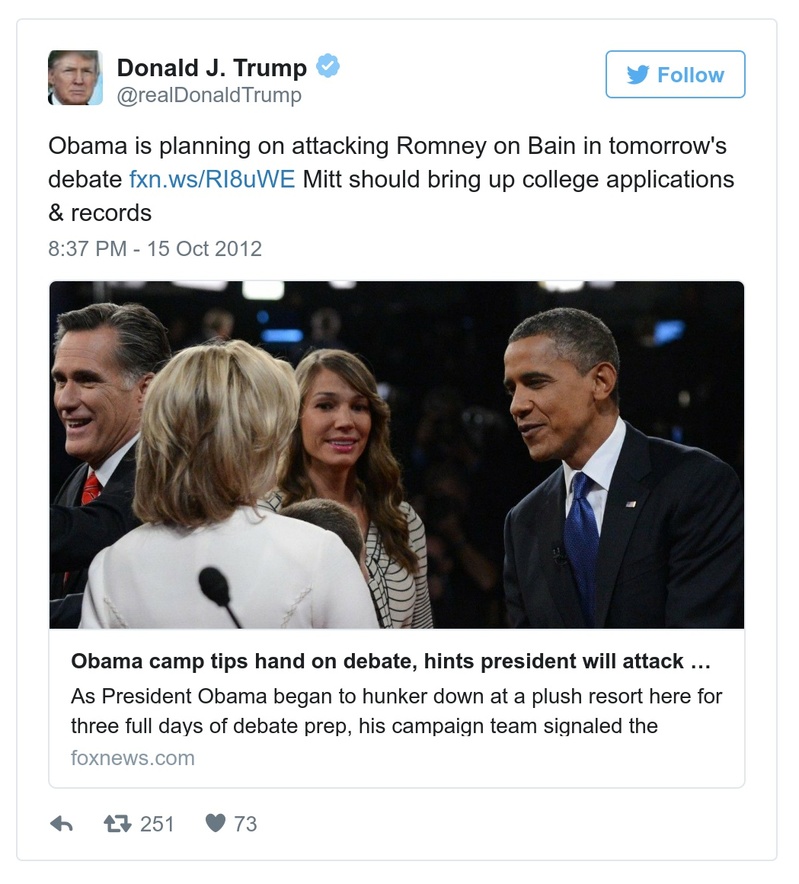 Donald J. Trump
@realDonaldTrump
Follow
Obama is planning on attacking Romney on Bain in tomorrow's
debate fxn.ws/RI8uWE Mitt should bring up college applications
& records
8:37 PM - 15 Oct 2012
Obama camp tips hand on debate, hints president will attack …
As President Obama began to hunker down at a plush resort here for
three full days of debate prep, his campaign team signaled the
foxnews.com
251
73